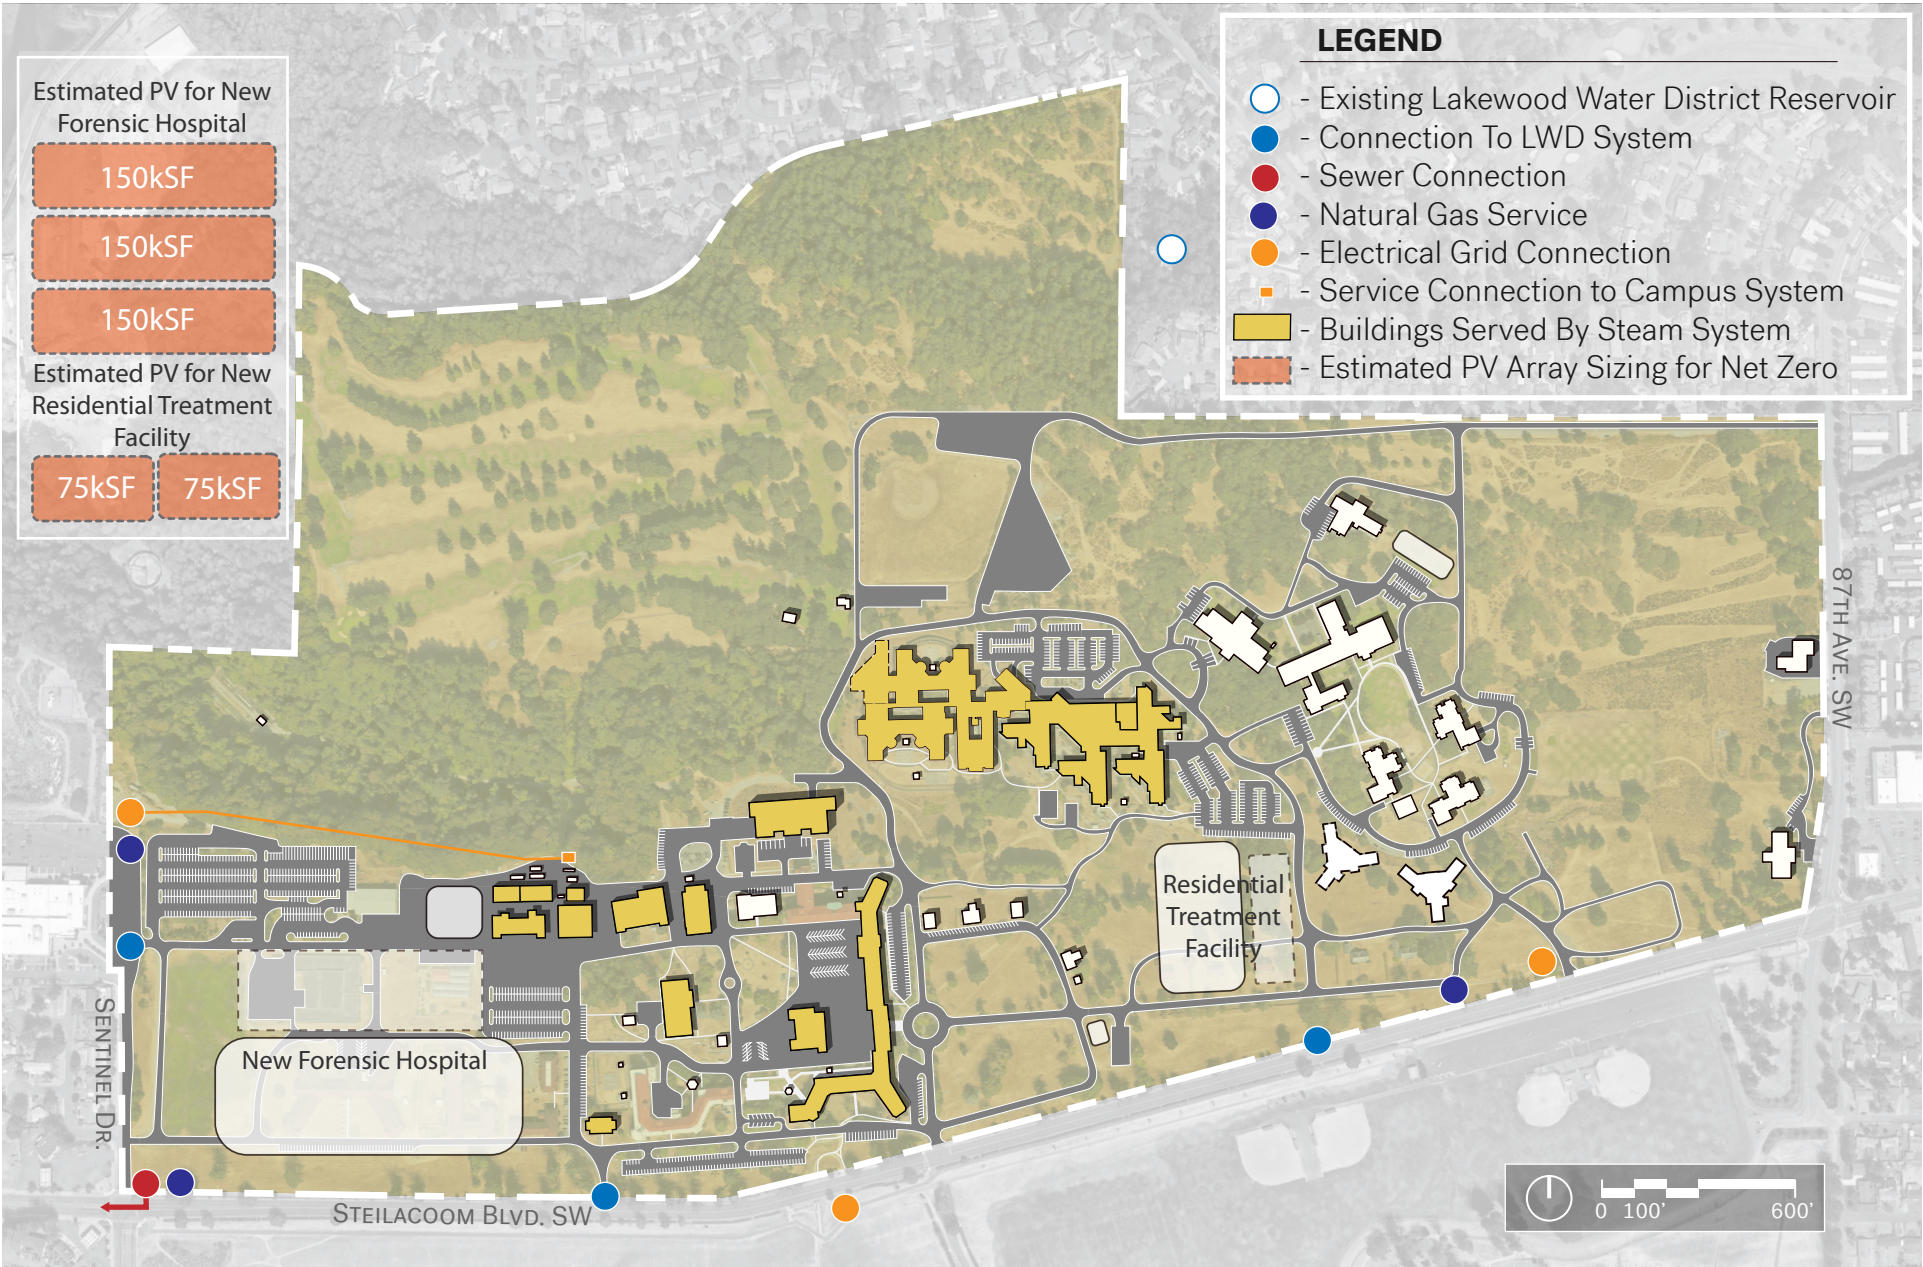 Estimated PV for New
Forensic Hospital
150kSF
150kSF
150kSF
Estimated PV for New
Residential Treatment
Facility
75kSF
75kSF
LEGEND
- Existing Lakewood Water District Reservoir
- Connection To LWD System
- Sewer Connection
- Natural Gas Service
- Electrical Grid Connection
- Service Connection to Campus System
- Buildings Served By Steam System
- Estimated PV Array Sizing for Net Zero
87TH AVE. SW
Residential
Treatment
Facility
SENTINEL DR.
New Forensic Hospital
STEILACOOM BLVD. SW
0 100' 600'